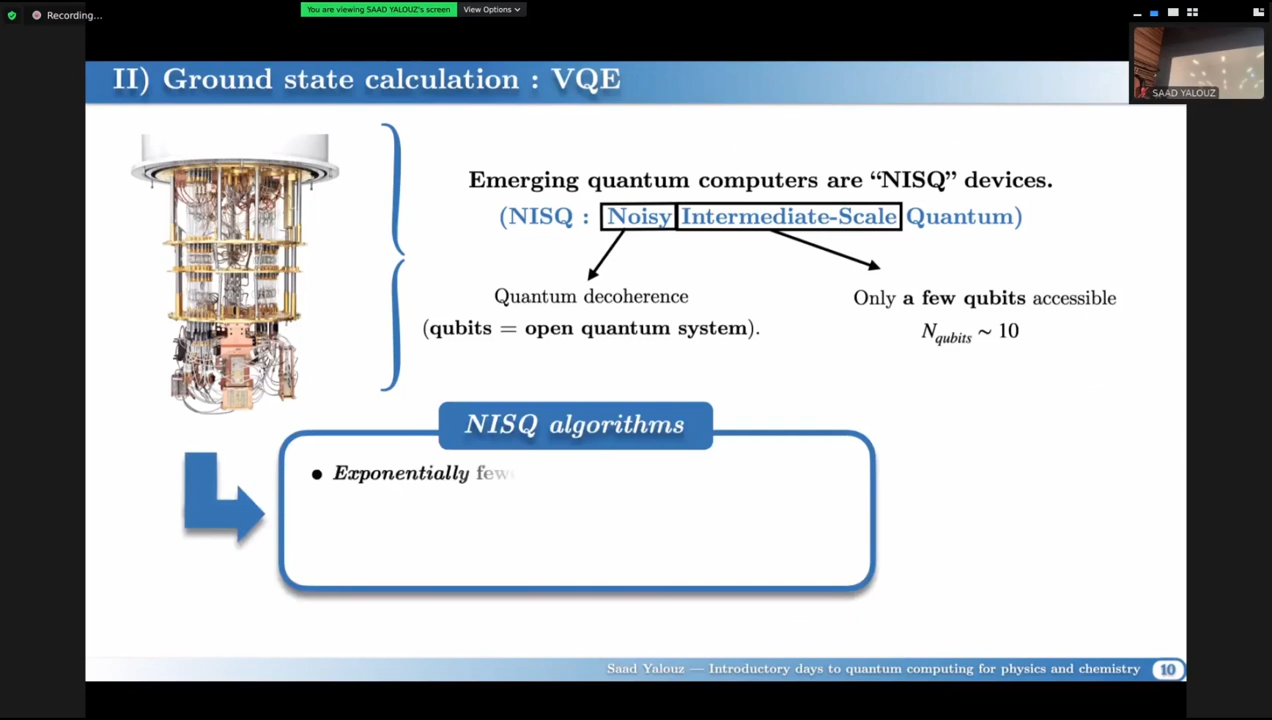 Recording...
You are viewing SAAD YALOUZ's screen
View Options
SAAD YALOUZ
II) Ground state calculation : VQE
Emerging quantum computers are “NISQ” devices.
(NISQ : Noisy Intermediate-Scale Quantum)
Quantum decoherence
(qubits = open quantum system).
Only a few qubits accessible
Nqubits ~ 10
NISQ algorithms
• Exponentially few
Saad Yalouz — Introductory days to quantum computing for physics and chemistry
10